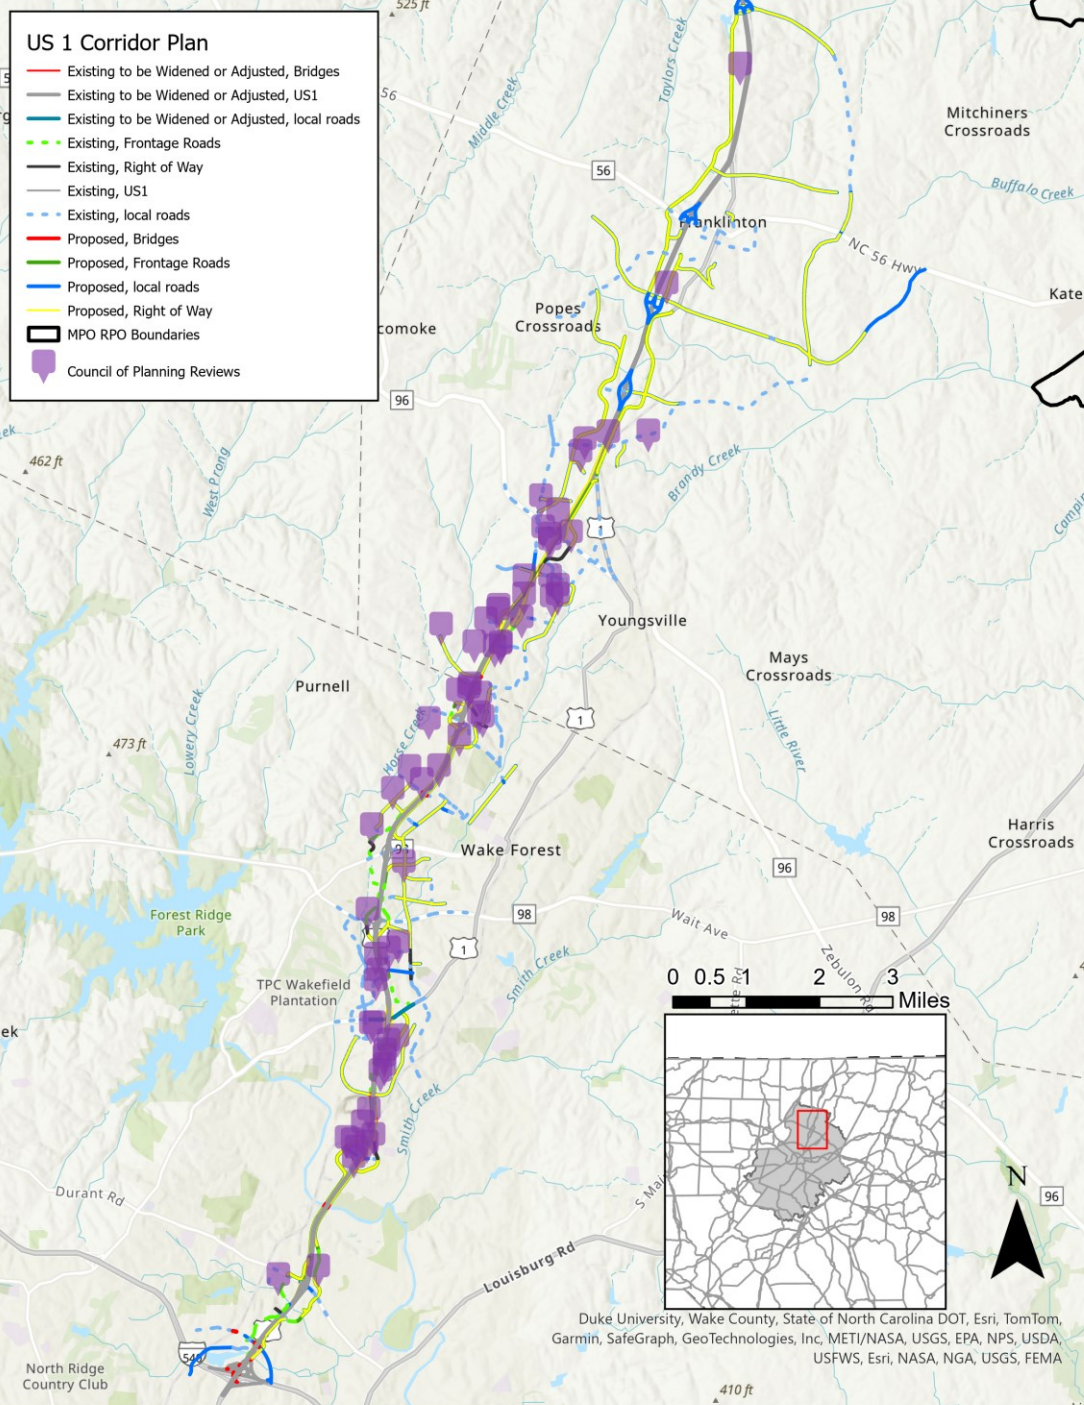 525 ft
US 1 Corridor Plan
Existing to be Widened or Adjusted, Bridges
Existing to be Widened or Adjusted, US1
Existing to be Widened or Adjusted, local roads
Existing, Frontage Roads
Existing, Right of Way
Existing, US1
Existing, local roads
Proposed, Bridges
Proposed, Frontage Roads
Proposed, local roads
Proposed, Right of Way
MPO RPO Boundaries
Council of Planning Reviews
Taylors Creek
Middle Creek
56
Mitchiners
Crossroads
56
Buffalo Creek
Franklinton
NC 56 Hwy
Kate
Popes
Crossroads
comoke
96
ek
462 ft
West Prong
Brandy Creek
Campin
1
Youngsville
Mays
Crossroads
Purnell
Lowery Creek
Horse Creek
1
Little River
473 ft
Harris
Crossroads
Wake Forest
96
98
98
Forest Ridge
Park
Wait Ave
1
Smith Creek
Zebulon Rd
TPC Wakefield
Plantation
0 0.5 1 2 3
Miles
ette Rd
ek
Smith Creek
N
Durant Rd
S Mai
96
Louisburg Rd
Duke University, Wake County, State of North Carolina DOT, Esri, TomTom,
Garmin, SafeGraph, GeoTechnologies, Inc, METI/NASA, USGS, EPA, NPS, USDA,
USFWS, Esri, NASA, NGA, USGS, FEMA
540
North Ridge
Country Club
410 ft